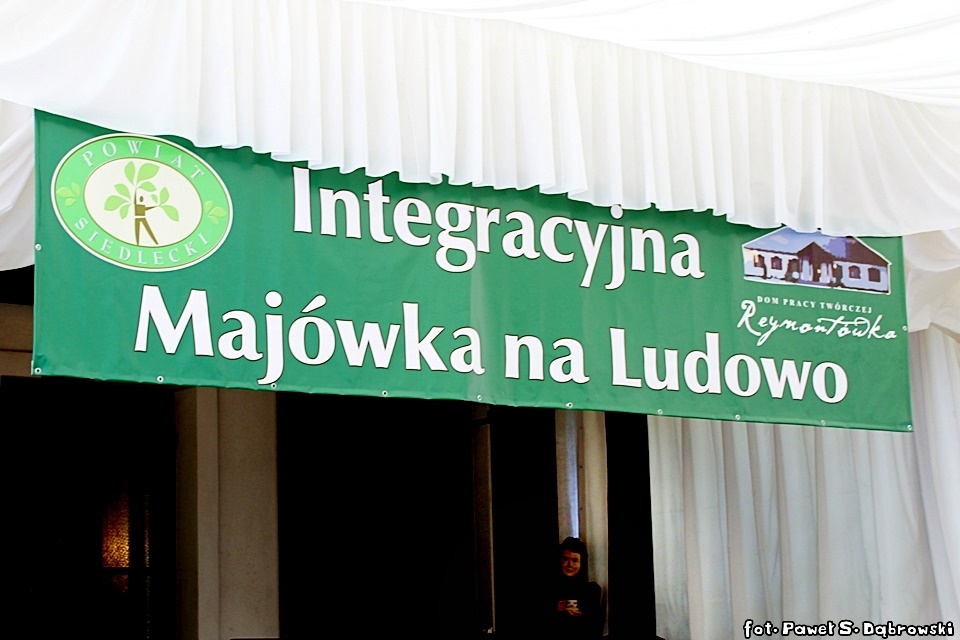 POWIAT
SIEDLECKI
Integracyjna
Majówka na Ludowo
DOM PRACY TWÓRCZEJ
Reymontówka
fot. Paweł S. Dąbrowski